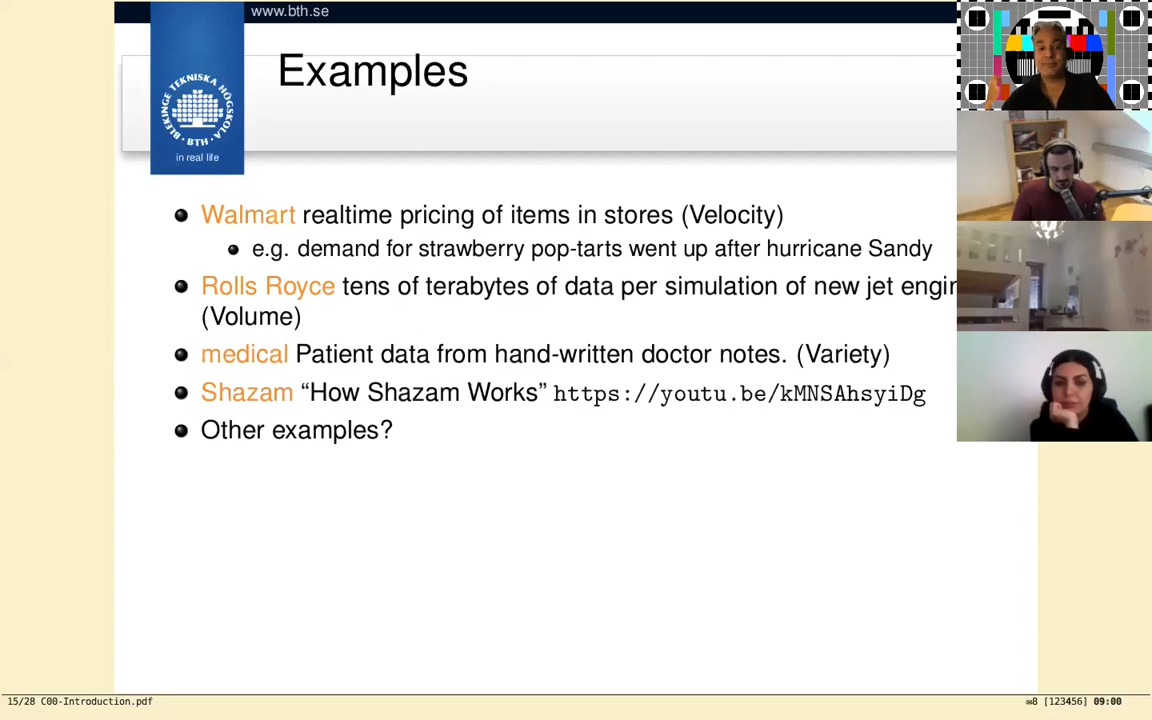 www.bth.se
Examples
BLEKINGE TEKNISKA HÖGSKOLA
BTH
in real life
Walmart realtime pricing of items in stores (Velocity)
e.g. demand for strawberry pop-tarts went up after hurricane Sandy
Rolls Royce tens of terabytes of data per simulation of new jet engin
(Volume)
medical Patient data from hand-written doctor notes. (Variety)
Shazam “How Shazam Works” https://youtu.be/kMNSAhsyiDg
Other examples?
15/28 C00-Introduction.pdf
✉8 [123456] 09:00